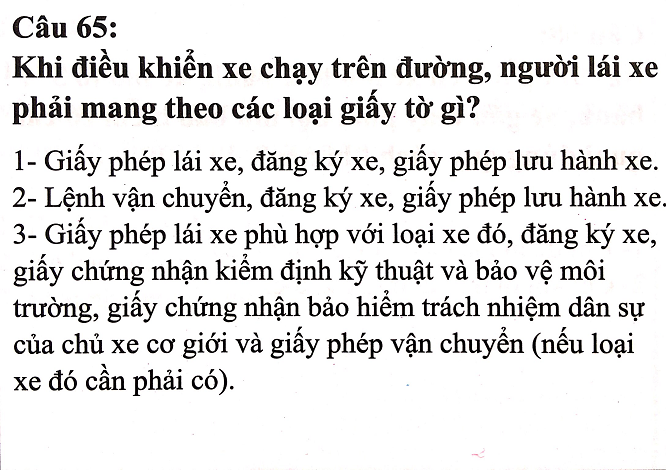 Câu 65:
Khi điều khiển xe chạy trên đường, người lái xe
phải mang theo các loại giấy tờ gì?
1- Giấy phép lái xe, đăng ký xe, giấy phép lưu hành xe.
2- Lệnh vận chuyển, đăng ký xe, giấy phép lưu hành xe.
3- Giấy phép lái xe phù hợp với loại xe đó, đăng ký xe,
giấy chứng nhận kiểm định kỹ thuật và bảo vệ môi
trường, giấy chứng nhận bảo hiểm trách nhiệm dân sự
của chủ xe cơ giới và giấy phép vận chuyển (nếu loại
xe đó cần phải có).